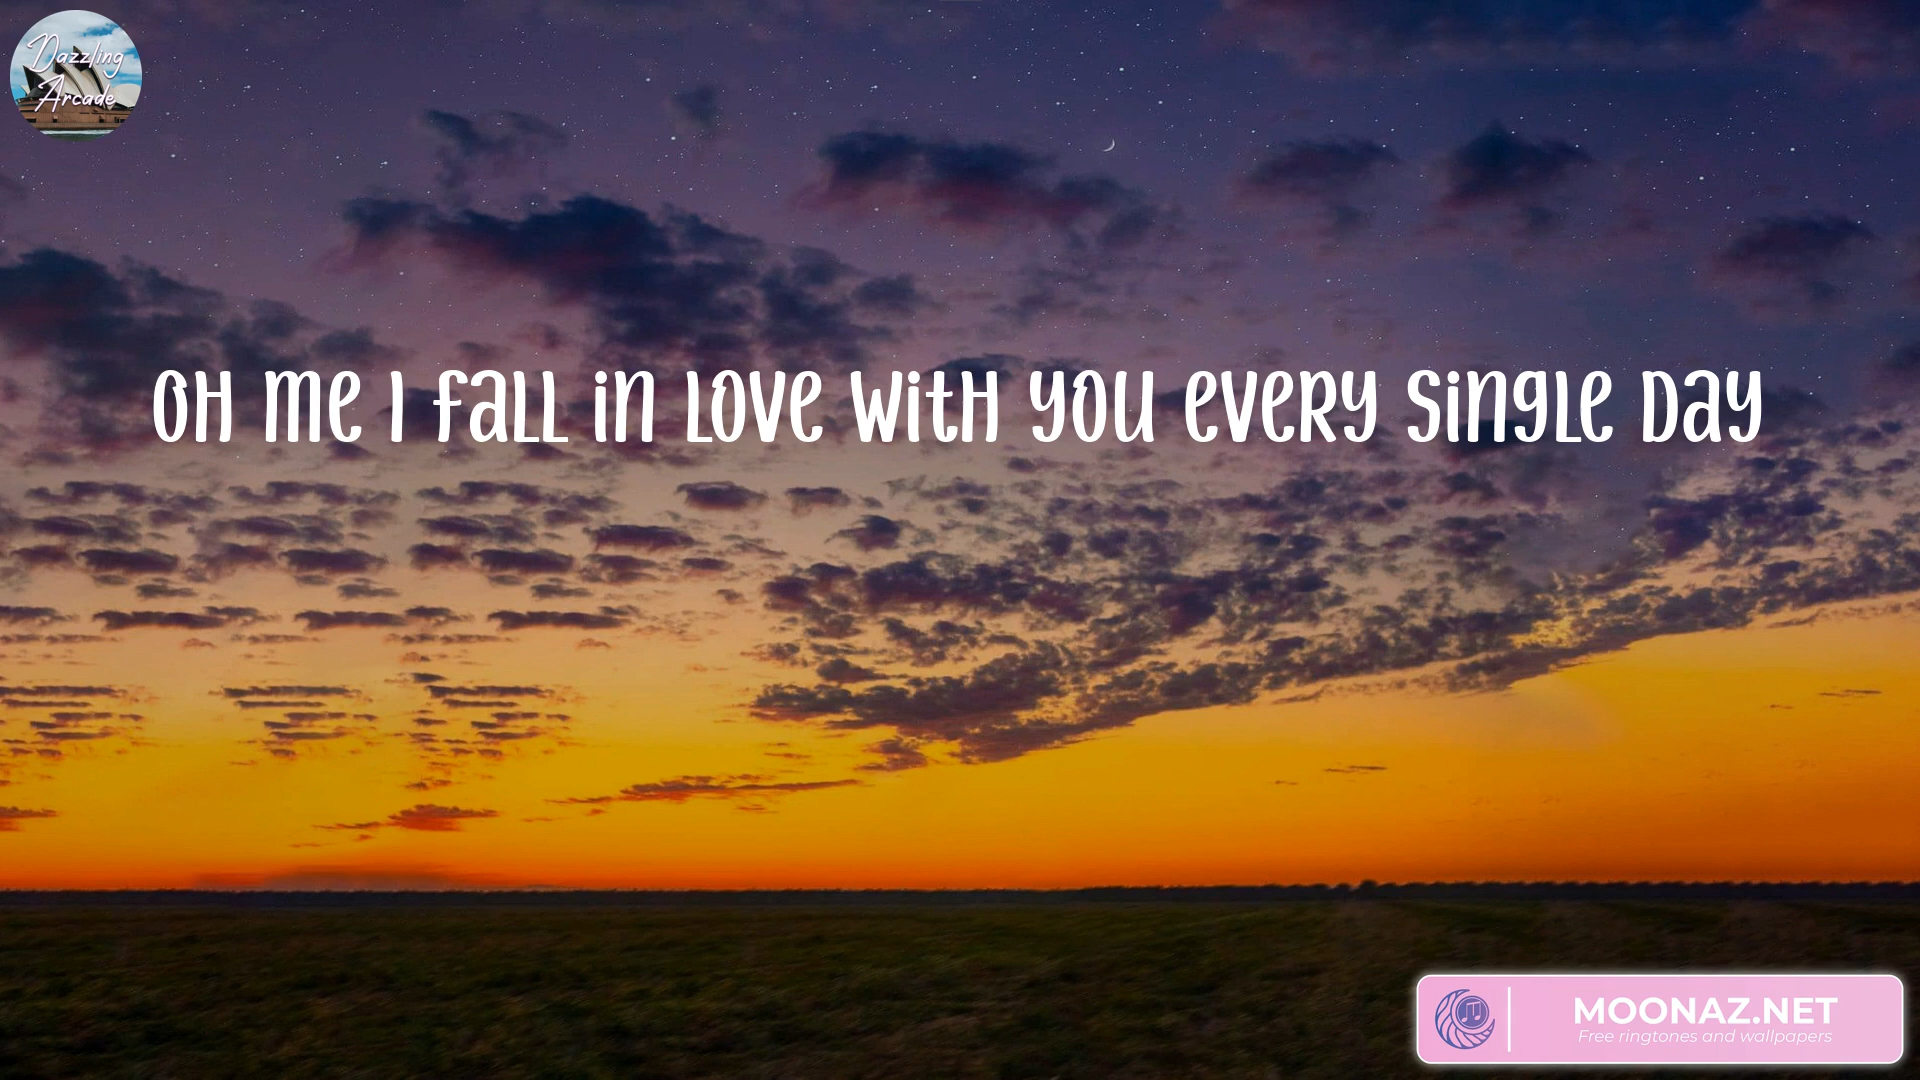 Dazzling
Arcade
OH me I fall in love with you every single Day
MOONAZ.NET
Free ringtones and wallpapers